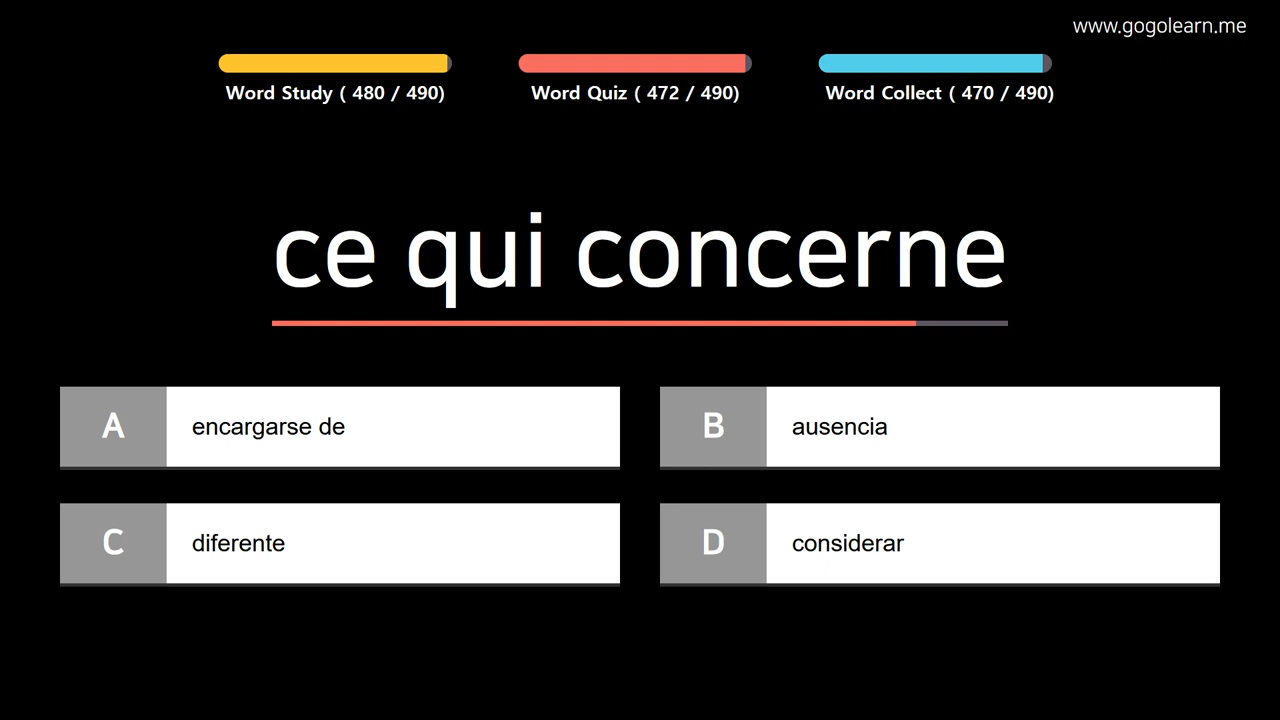 www.gogolearn.me
Word Study ( 480 / 490)
Word Quiz ( 472 / 490)
Word Collect ( 470 / 490)
ce qui concerne
A encargarse de
B ausencia
C diferente
D considerar